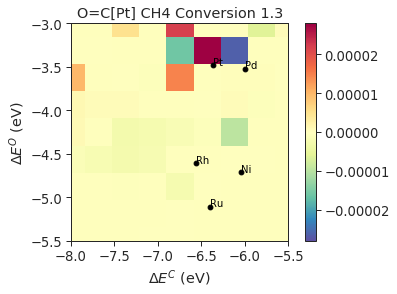 O=C[Pt] CH4 Conversion 1.3
−3.0
−3.5
−4.0
−4.5
−5.0
−5.5
ΔE^O (eV)
Pt
Pd
Rh
Ni
Ru
−8.0 −7.5 −7.0 −6.5 −6.0 −5.5
ΔE^C (eV)
0.00002
0.00001
0.00000
−0.00001
−0.00002